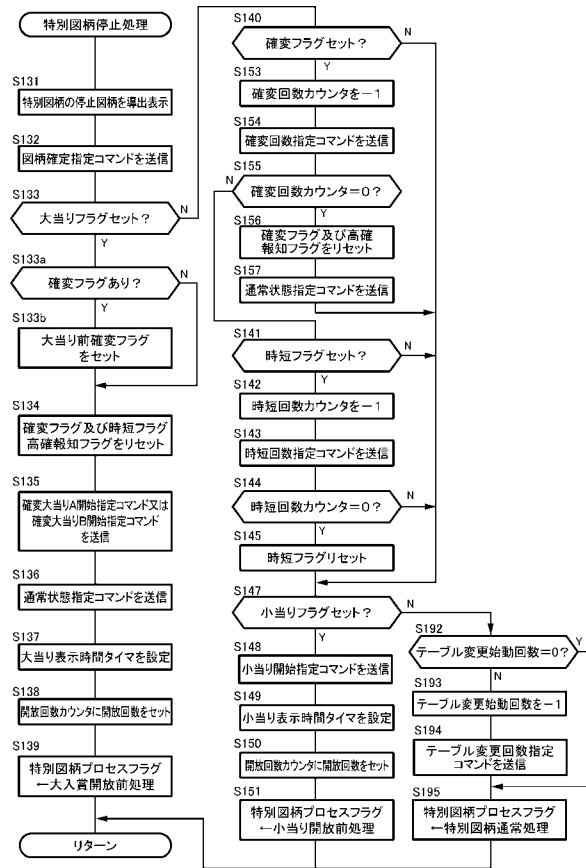 特別図柄停止処理
S131
特別図柄の停止図柄を導出表示
S132
図柄確定指定コマンドを送信
S133
大当りフラグセット？
N
Y
S133a
確変フラグあり？
N
Y
S133b
大当り前確変フラグ
をセット
S134
確変フラグ及び時短フラグ
高確報知フラグをリセット
S135
確変大当りA開始指定コマンド又は
確変大当りB開始指定コマンド
を送信
S136
通常状態指定コマンドを送信
S137
大当り表示時間タイマを設定
S138
開放回数カウンタに開放回数をセット
S139
特別図柄プロセスフラグ
←大入賞開放前処理
リターン
S140
確変フラグセット？
N
Y
S153
確変回数カウンタを－1
S154
確変回数指定コマンドを送信
S155
N
確変回数カウンタ＝0？
Y
S156
確変フラグ及び高確
報知フラグをリセット
S157
通常状態指定コマンドを送信
S141
時短フラグセット？
N
Y
S142
時短回数カウンタを－1
S143
時短回数指定コマンドを送信
S144
時短回数カウンタ＝0？
N
Y
S145
時短フラグリセット
S147
小当りフラグセット？
N
Y
S148
小当り開始指定コマンドを送信
S149
小当り表示時間タイマを設定
S150
開放回数カウンタに開放回数をセット
S151
特別図柄プロセスフラグ
←小当り開放前処理
S192
テーブル変更始動回数＝0？
Y
N
S193
テーブル変更始動回数を－1
S194
テーブル変更回数指定
コマンドを送信
S195
特別図柄プロセスフラグ
←特別図柄通常処理